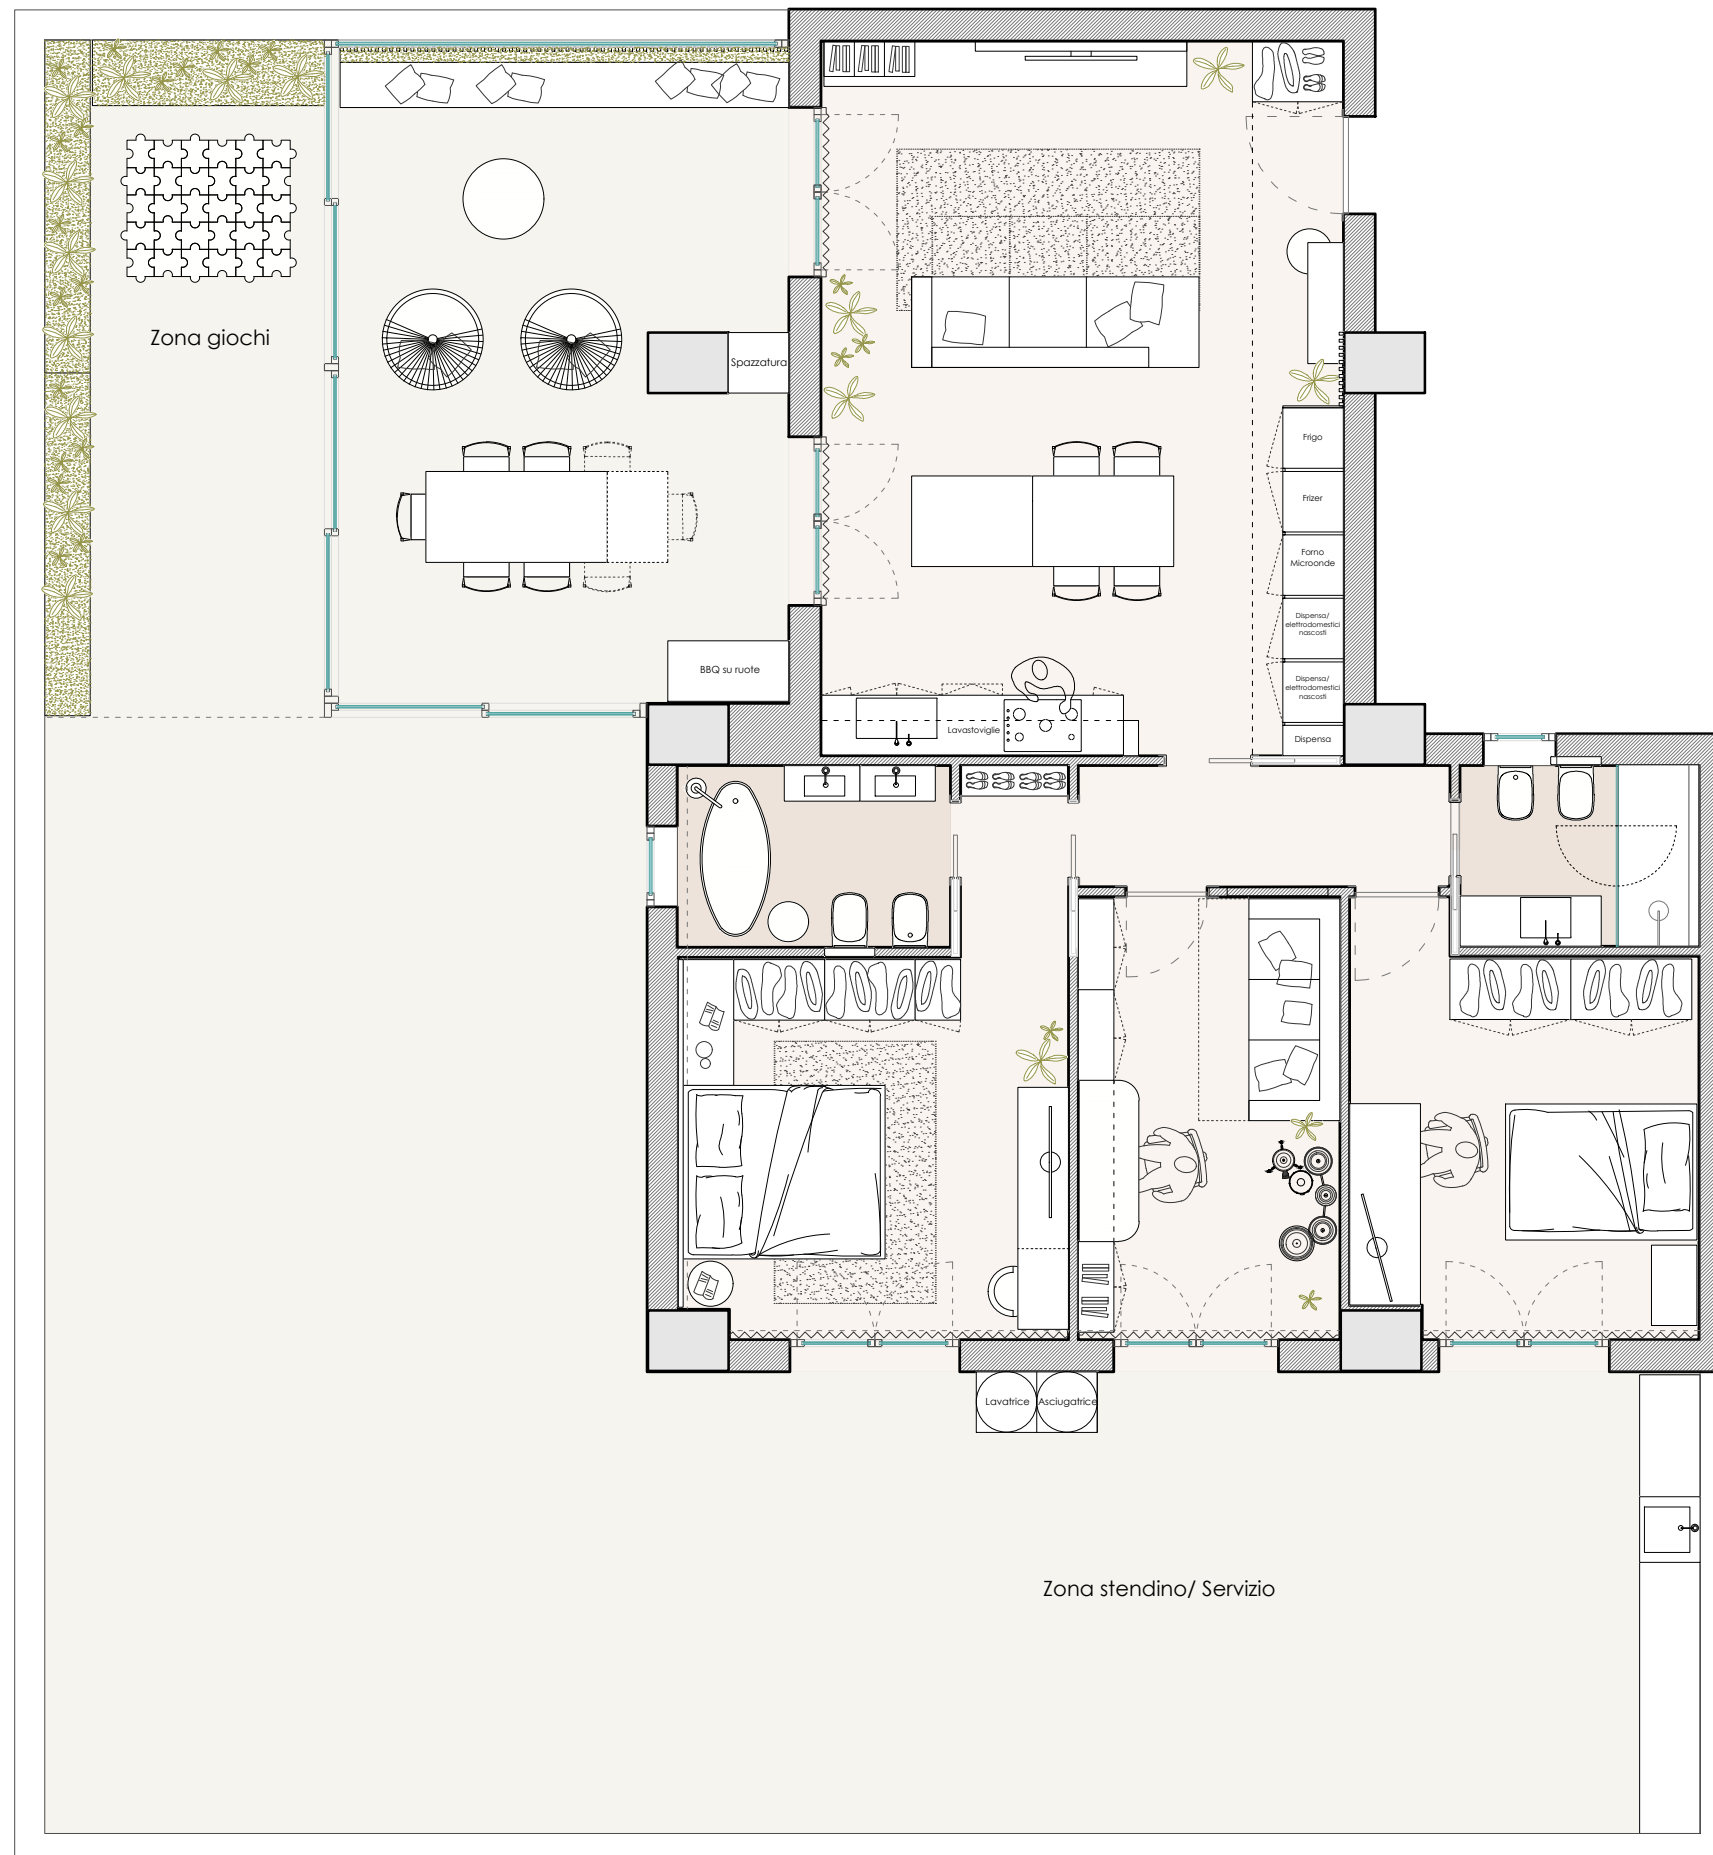 Zona giochi
Spazzatura
Frigo
Frizer
Forno
Microonde
Dispensa/
elettrodomestici
nascosti
Dispensa/
elettrodomestici
nascosti
BBQ su ruote
Lavastoviglie
Dispensa
Lavatrice
Asciugatrice
Zona stendino/ Servizio